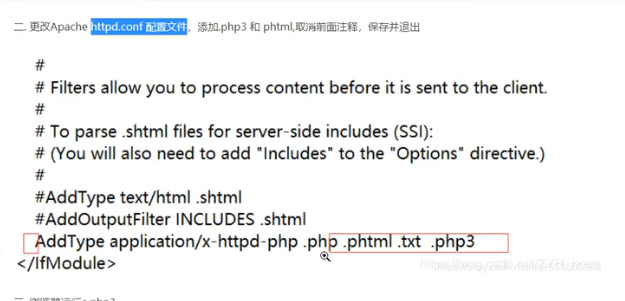 二. 更改Apache httpd.conf 配置文件，添加.php3 和 phtml,取消前面注释，保存并退出
#
# Filters allow you to process content before it is sent to the client.
#
# To parse .shtml files for server-side includes (SSI):
# (You will also need to add "Includes" to the "Options" directive.)
#
#AddType text/html .shtml
#AddOutputFilter INCLUDES .shtml
AddType application/x-httpd-php .php .phtml .txt .php3
</IfModule>